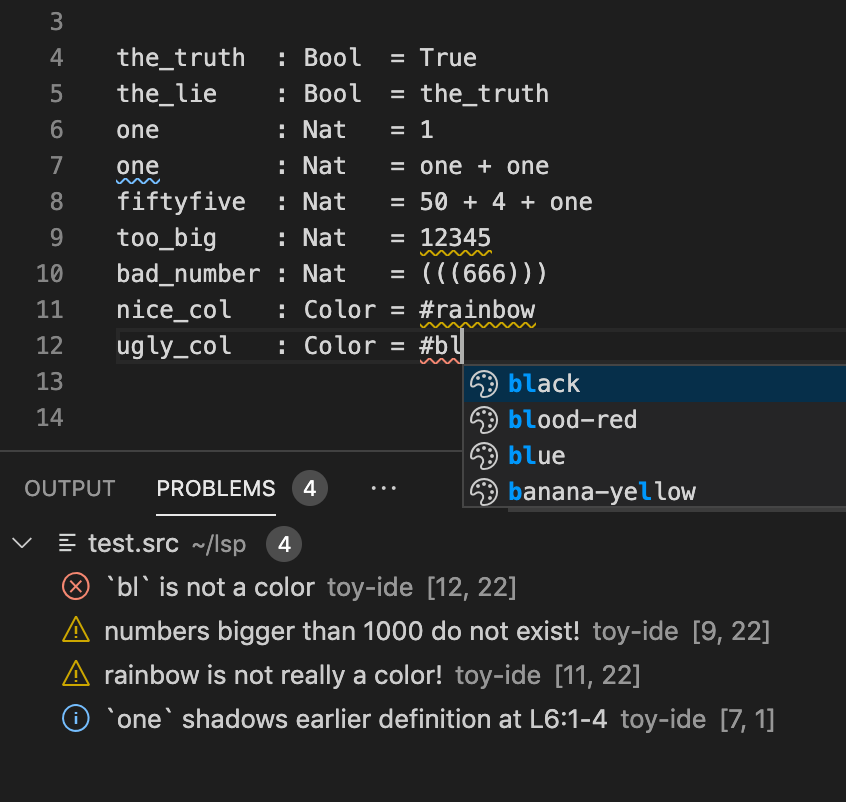 3
4 the_truth : Bool = True
5 the_lie : Bool = the_truth
6 one : Nat = 1
7 one : Nat = one + one
8 fiftyfive : Nat = 50 + 4 + one
9 too_big : Nat = 12345
10 bad_number : Nat = (((666)))
11 nice_col : Color = #rainbow
12 ugly_col : Color = #bl
13 black
14 blood-red
blue
banana-yellow
OUTPUT PROBLEMS 4 ···
test.src ~/lsp 4
`bl` is not a color toy-ide [12, 22]
numbers bigger than 1000 do not exist! toy-ide [9, 22]
rainbow is not really a color! toy-ide [11, 22]
`one` shadows earlier definition at L6:1-4 toy-ide [7, 1]